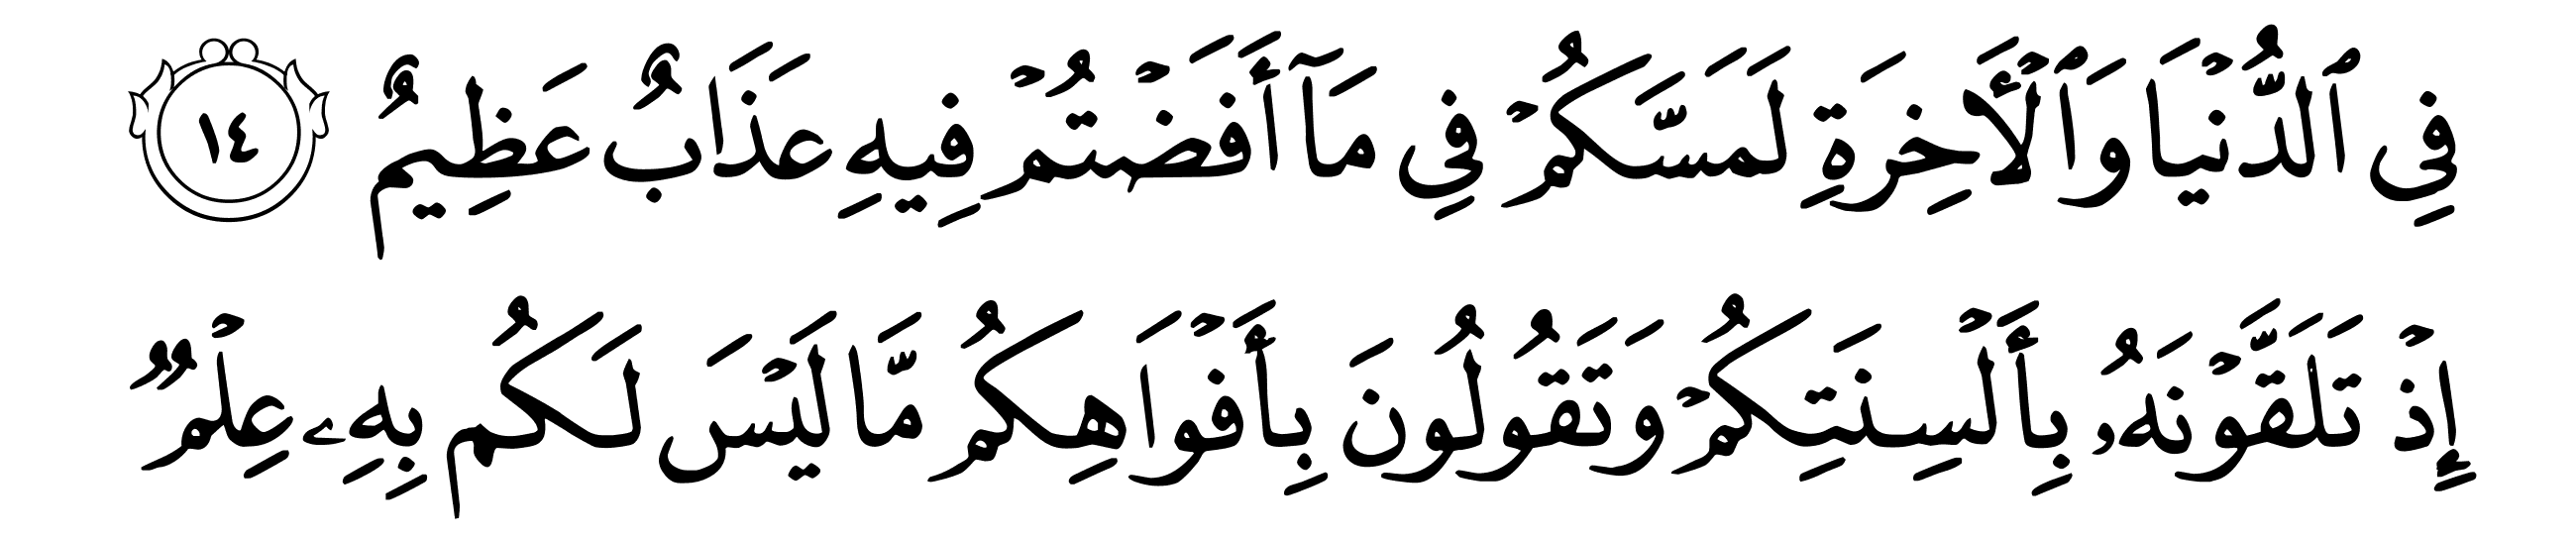 فِي ٱلدُّنۡيَا وَٱلۡأَخِرَةِ لَمَسَّكُمۡ فِي مَآ أَفَضۡتُمۡ فِيهِ عَذَابٌ عَظِيمٌ ١٤
إِذۡ تَلَقَّوۡنَهُۥ بِأَلۡسِنَتِكُمۡ وَتَقُولُونَ بِأَفۡوَاهِكُم مَّا لَيۡسَ لَكُم بِهِۦ عِلۡمٌ